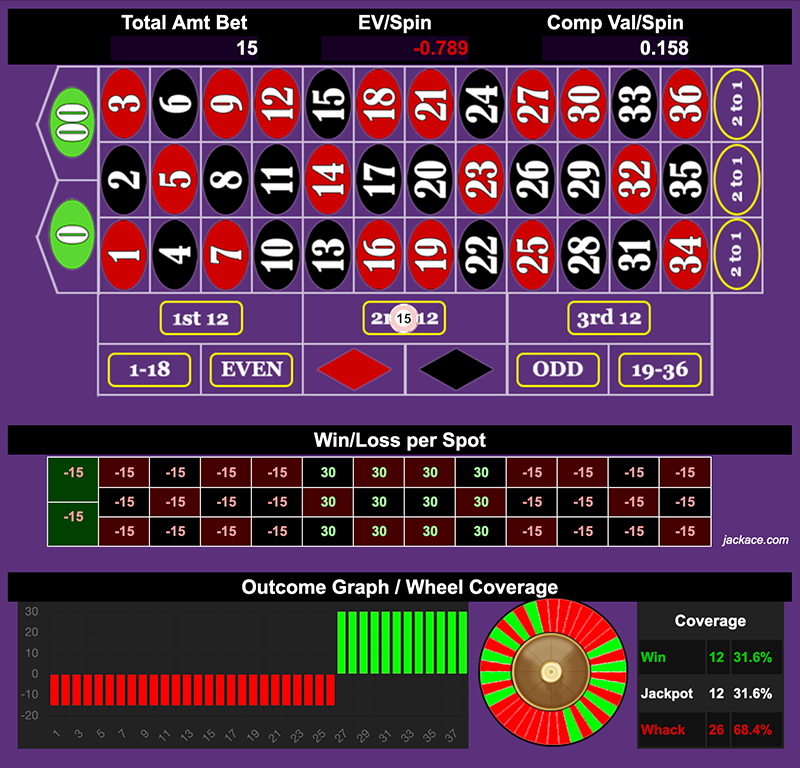 Total Amt Bet EV/Spin Comp Val/Spin
15 -0.789 0.158
00 3 6 9 12 15 18 21 24 27 30 33 36 2 to 1
2 5 8 11 14 17 20 23 26 29 32 35 2 to 1
0 1 4 7 10 13 16 19 22 25 28 31 34 2 to 1
1st 12 2n 15 12 3rd 12
1-18 EVEN ODD 19-36
Win/Loss per Spot
-15 -15 -15 -15 -15 30 30 30 30 -15 -15 -15 -15
-15 -15 -15 -15 30 30 30 30 -15 -15 -15 -15
-15 -15 -15 -15 -15 30 30 30 30 -15 -15 -15 -15
jackace.com
Outcome Graph / Wheel Coverage
30
20
10
0
-10
-20
1 3 5 7 9 11 13 15 17 19 21 23 25 27 29 31 33 35 37
Coverage
Win 12 31.6%
Jackpot 12 31.6%
Whack 26 68.4%